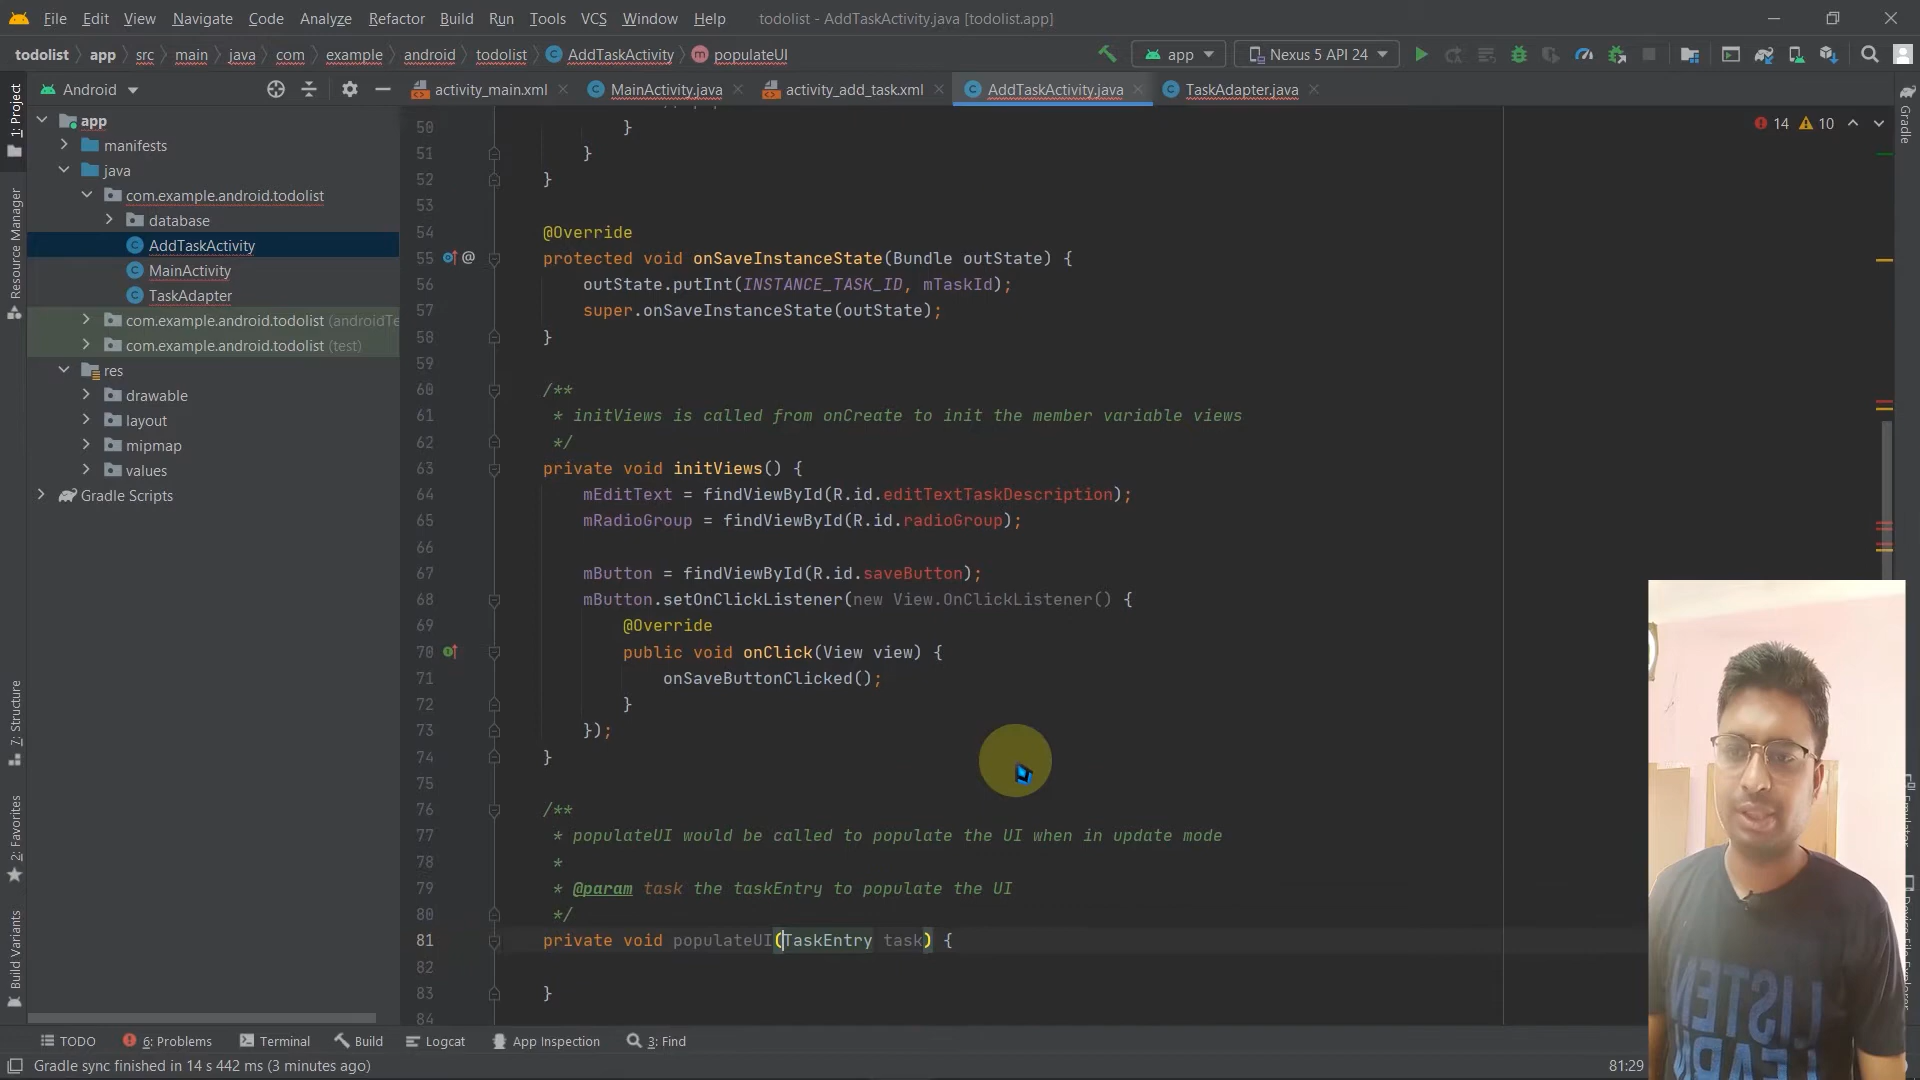 File Edit View Navigate Code Analyze Refactor Build Run Tools VCS Window Help todolist - AddTaskActivity.java [todolist.app]
todolist app src main java com example android todolist AddTaskActivity populateUI app Nexus 5 API 24
Android activity_main.xml MainActivity.java activity_add_task.xml AddTaskActivity.java TaskAdapter.java
1: Project
Resource Manager
7: Structure
2: Favorites
Build Variants
Gradle
app
manifests
java
com.example.android.todolist
database
AddTaskActivity
MainActivity
TaskAdapter
com.example.android.todolist (androidTe
com.example.android.todolist (test)
res
drawable
layout
mipmap
values
Gradle Scripts
14 10
50 }
51 }
52 }
53
54 @Override
55 @ protected void onSaveInstanceState(Bundle outState) {
56 outState.putInt(INSTANCE_TASK_ID, mTaskId);
57 super.onSaveInstanceState(outState);
58 }
59
60 /**
61 * initViews is called from onCreate to init the member variable views
62 */
63 private void initViews() {
64 mEditText = findViewById(R.id.editTextTaskDescription);
65 mRadioGroup = findViewById(R.id.radioGroup);
66
67 mButton = findViewById(R.id.saveButton);
68 mButton.setOnClickListener(new View.OnClickListener() {
69 @Override
70 public void onClick(View view) {
71 onSaveButtonClicked();
72 }
73 });
74 }
75
76 /**
77 * populateUI would be called to populate the UI when in update mode
78 *
79 * @param task the taskEntry to populate the UI
80 */
81 private void populateUI(TaskEntry task) {
82
83 }
84
TODO 6: Problems Terminal Build Logcat App Inspection 3: Find
Gradle sync finished in 14 s 442 ms (3 minutes ago) 81:29